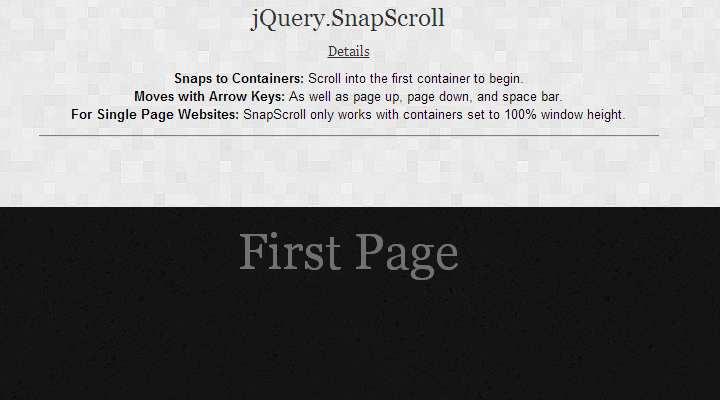 jQuery.SnapScroll
Details
Snaps to Containers: Scroll into the first container to begin.
Moves with Arrow Keys: As well as page up, page down, and space bar.
For Single Page Websites: SnapScroll only works with containers set to 100% window height.
First Page